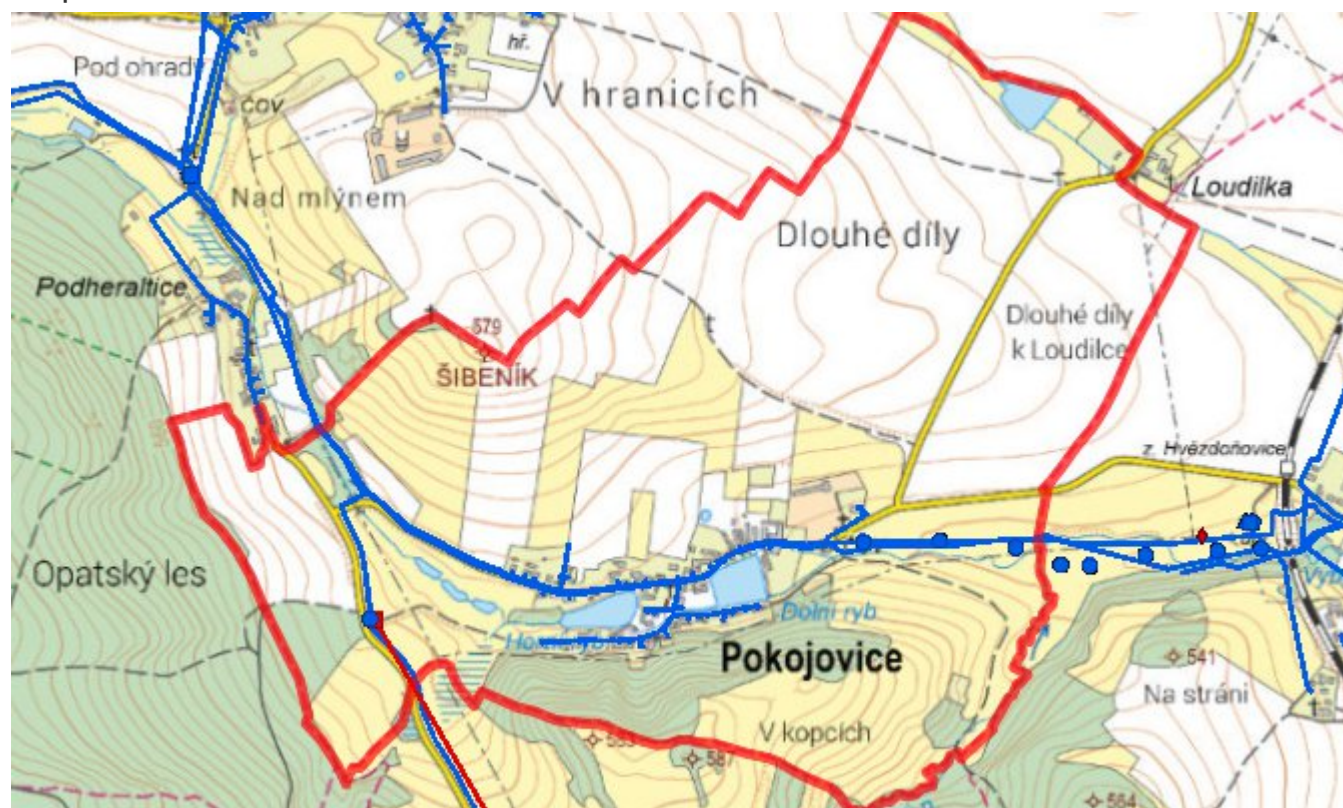 hř.
Pod ohrady
V hranicích
čov
Loudilka
Nad mlýnem
Dlouhé díly
Podheraltice
Dlouhé díly
k Loudilce
579
ŠIBENÍK
z. Hvězdoňovice
Opatský les
Dolní ryb
Pokojovice
541
Na stráni
V kopcích
587
564